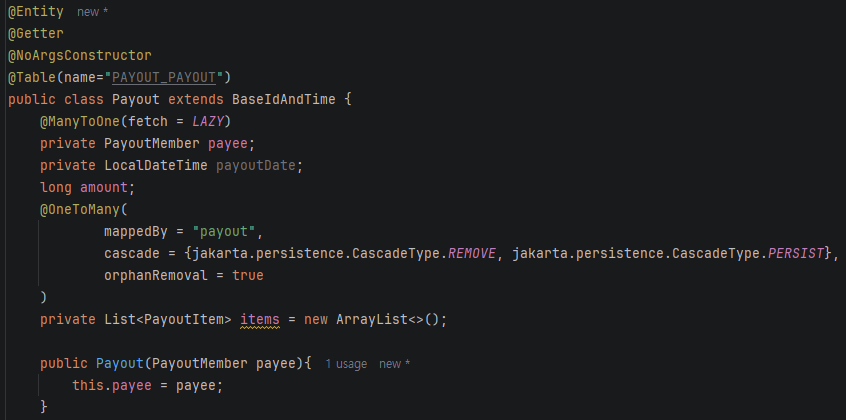 @Entity new *
@Getter
@NoArgsConstructor
@Table(name="PAYOUT_PAYOUT")
public class Payout extends BaseIdAndTime {
    @ManyToOne(fetch = LAZY)
    private PayoutMember payee;
    private LocalDateTime payoutDate;
    long amount;
    @OneToMany(
            mappedBy = "payout",
            cascade = {jakarta.persistence.CascadeType.REMOVE, jakarta.persistence.CascadeType.PERSIST},
            orphanRemoval = true
    )
    private List<PayoutItem> items = new ArrayList<>();

    public Payout(PayoutMember payee){ 1 usage new *
        this.payee = payee;
    }